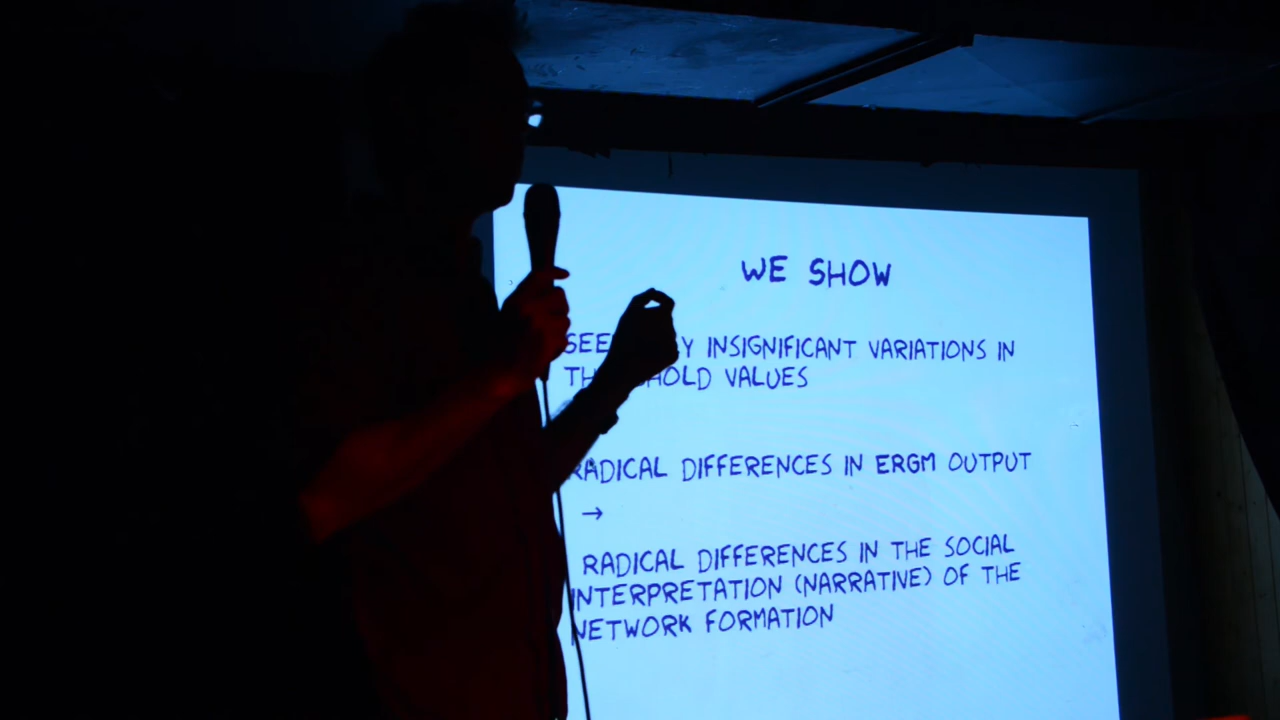 WE SHOW
INSIGNIFICANT VARIATIONS IN
VALUES
RADICAL DIFFERENCES IN ERGM OUTPUT
→
RADICAL DIFFERENCES IN THE SOCIAL
INTERPRETATION (NARRATIVE) OF THE
NETWORK FORMATION